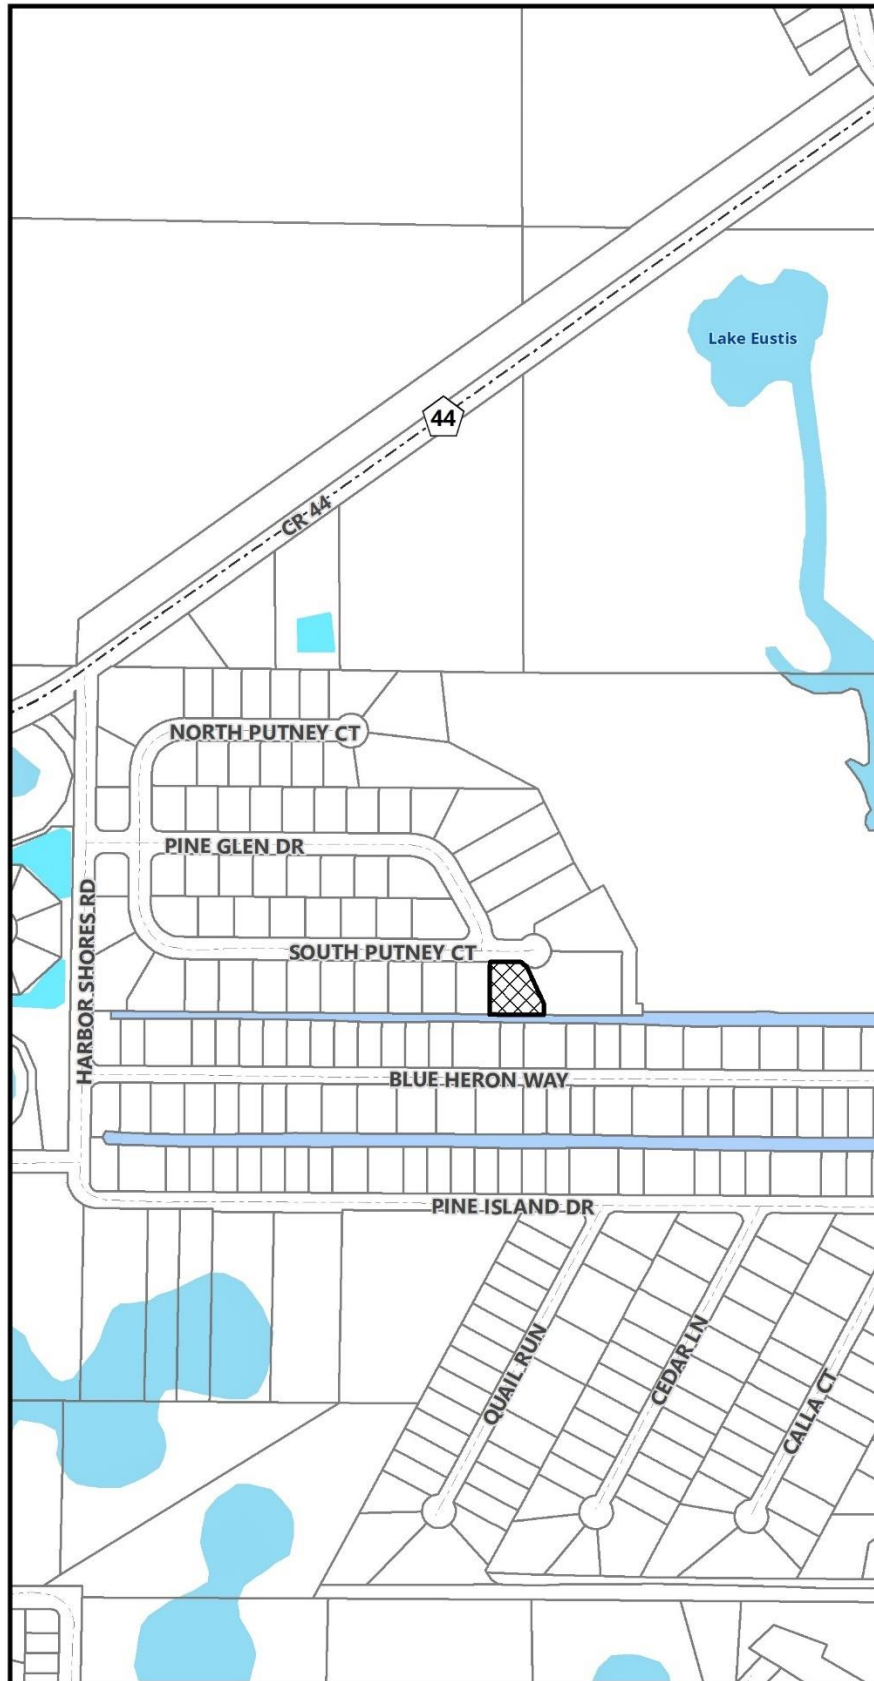 Lake Eustis
44
CR 44
NORTH PUTNEY CT
PINE GLEN DR
HARBOR SHORES RD
SOUTH PUTNEY CT
BLUE HERON WAY
PINE ISLAND DR
QUAIL RUN
CEDAR LN
CALLA CT